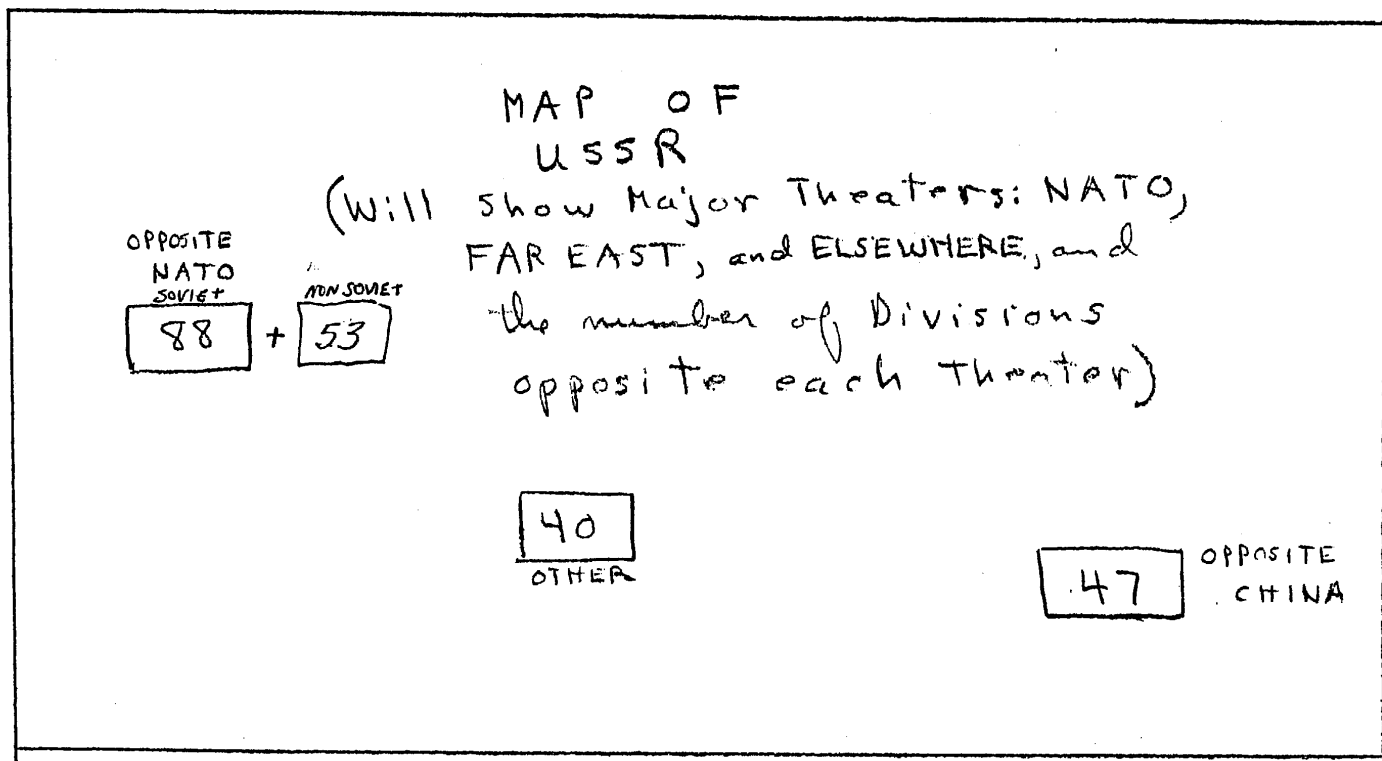 MAP OF
USSR
(Will show Major Theaters: NATO,
FAR EAST, and ELSEWHERE, and
the number of Divisions
opposite each Theater)
OPPOSITE
NATO
SOVIET
NON SOVIET
88 + 53
40
OTHER
47
OPPOSITE
CHINA